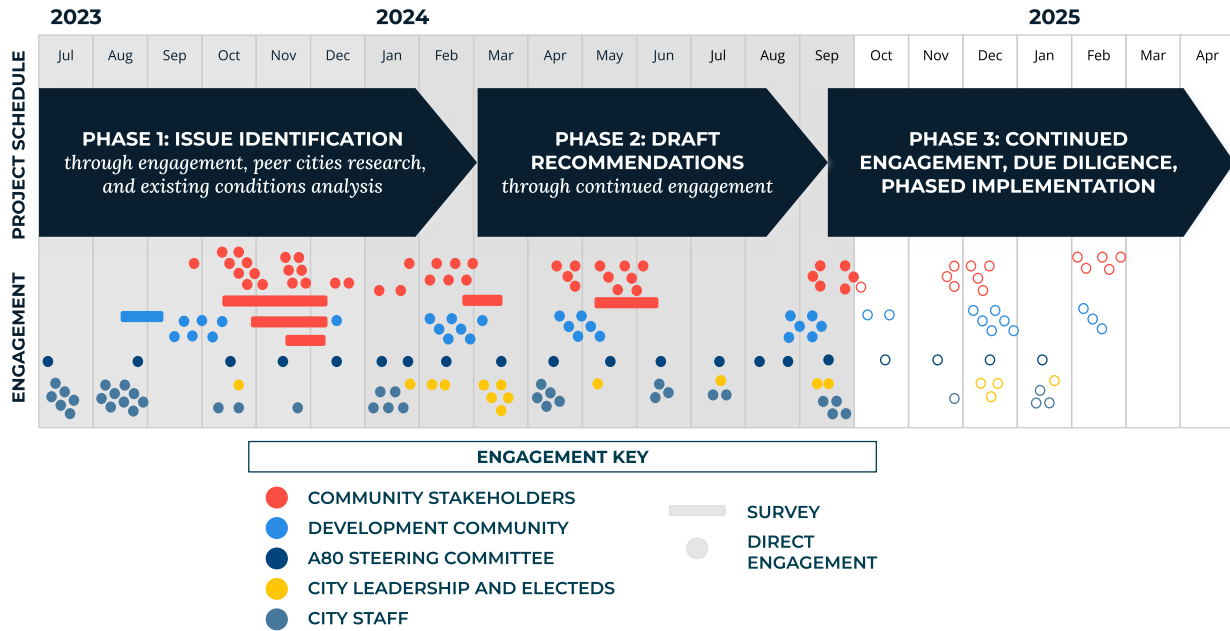 2023 2024 2025
PROJECT SCHEDULE
Jul Aug Sep Oct Nov Dec Jan Feb Mar Apr May Jun Jul Aug Sep Oct Nov Dec Jan Feb Mar Apr
PHASE 1: ISSUE IDENTIFICATION
through engagement, peer cities research,
and existing conditions analysis
PHASE 2: DRAFT
RECOMMENDATIONS
through continued engagement
PHASE 3: CONTINUED
ENGAGEMENT, DUE DILIGENCE,
PHASED IMPLEMENTATION
ENGAGEMENT
ENGAGEMENT KEY
COMMUNITY STAKEHOLDERS
DEVELOPMENT COMMUNITY
A80 STEERING COMMITTEE
CITY LEADERSHIP AND ELECTEDS
CITY STAFF
SURVEY
DIRECT
ENGAGEMENT